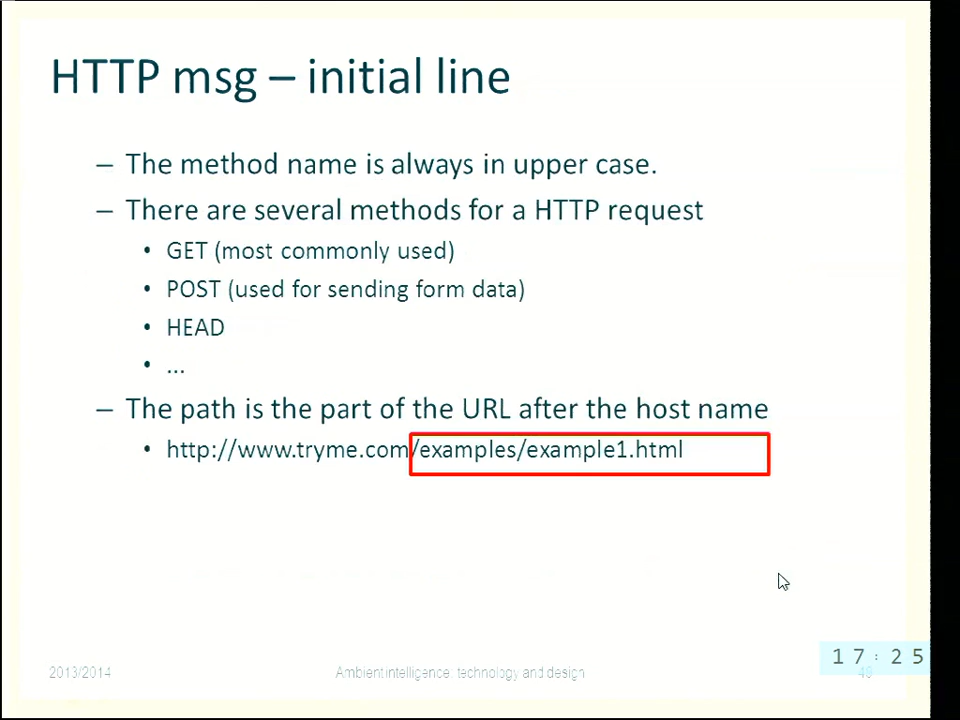 HTTP msg – initial line
– The method name is always in upper case.
– There are several methods for a HTTP request
• GET (most commonly used)
• POST (used for sending form data)
• HEAD
• ...
– The path is the part of the URL after the host name
• http://www.tryme.com/examples/example1.html
2013/2014
Ambient intelligence: technology and design
17:25
49